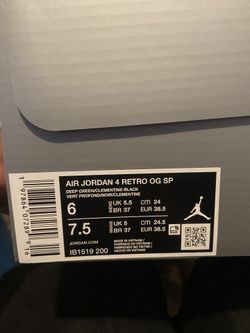 AIR JORDAN 4 RETRO OG SP
DEEP GREEN/CLEMENTINE-BLACK
VERT PROFOND/NOIR/CLEMENTINE
6 MENS UK 5.5 CM 24
BR 37 EUR 38.5
7.5 WMNS UK 5 CM 24.5
BR 37 EUR 38.5
JORDAN.COM
IB1519 200
MADE IN VIETNAM